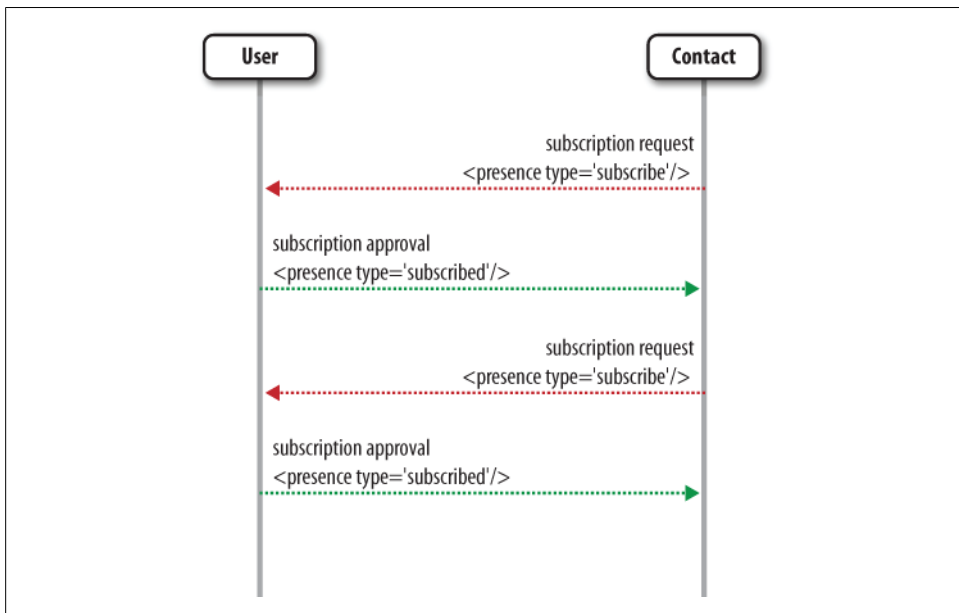 User
Contact
subscription request
<presence type='subscribe'/>
subscription approval
<presence type='subscribed'/>
subscription request
<presence type='subscribe'/>
subscription approval
<presence type='subscribed'/>